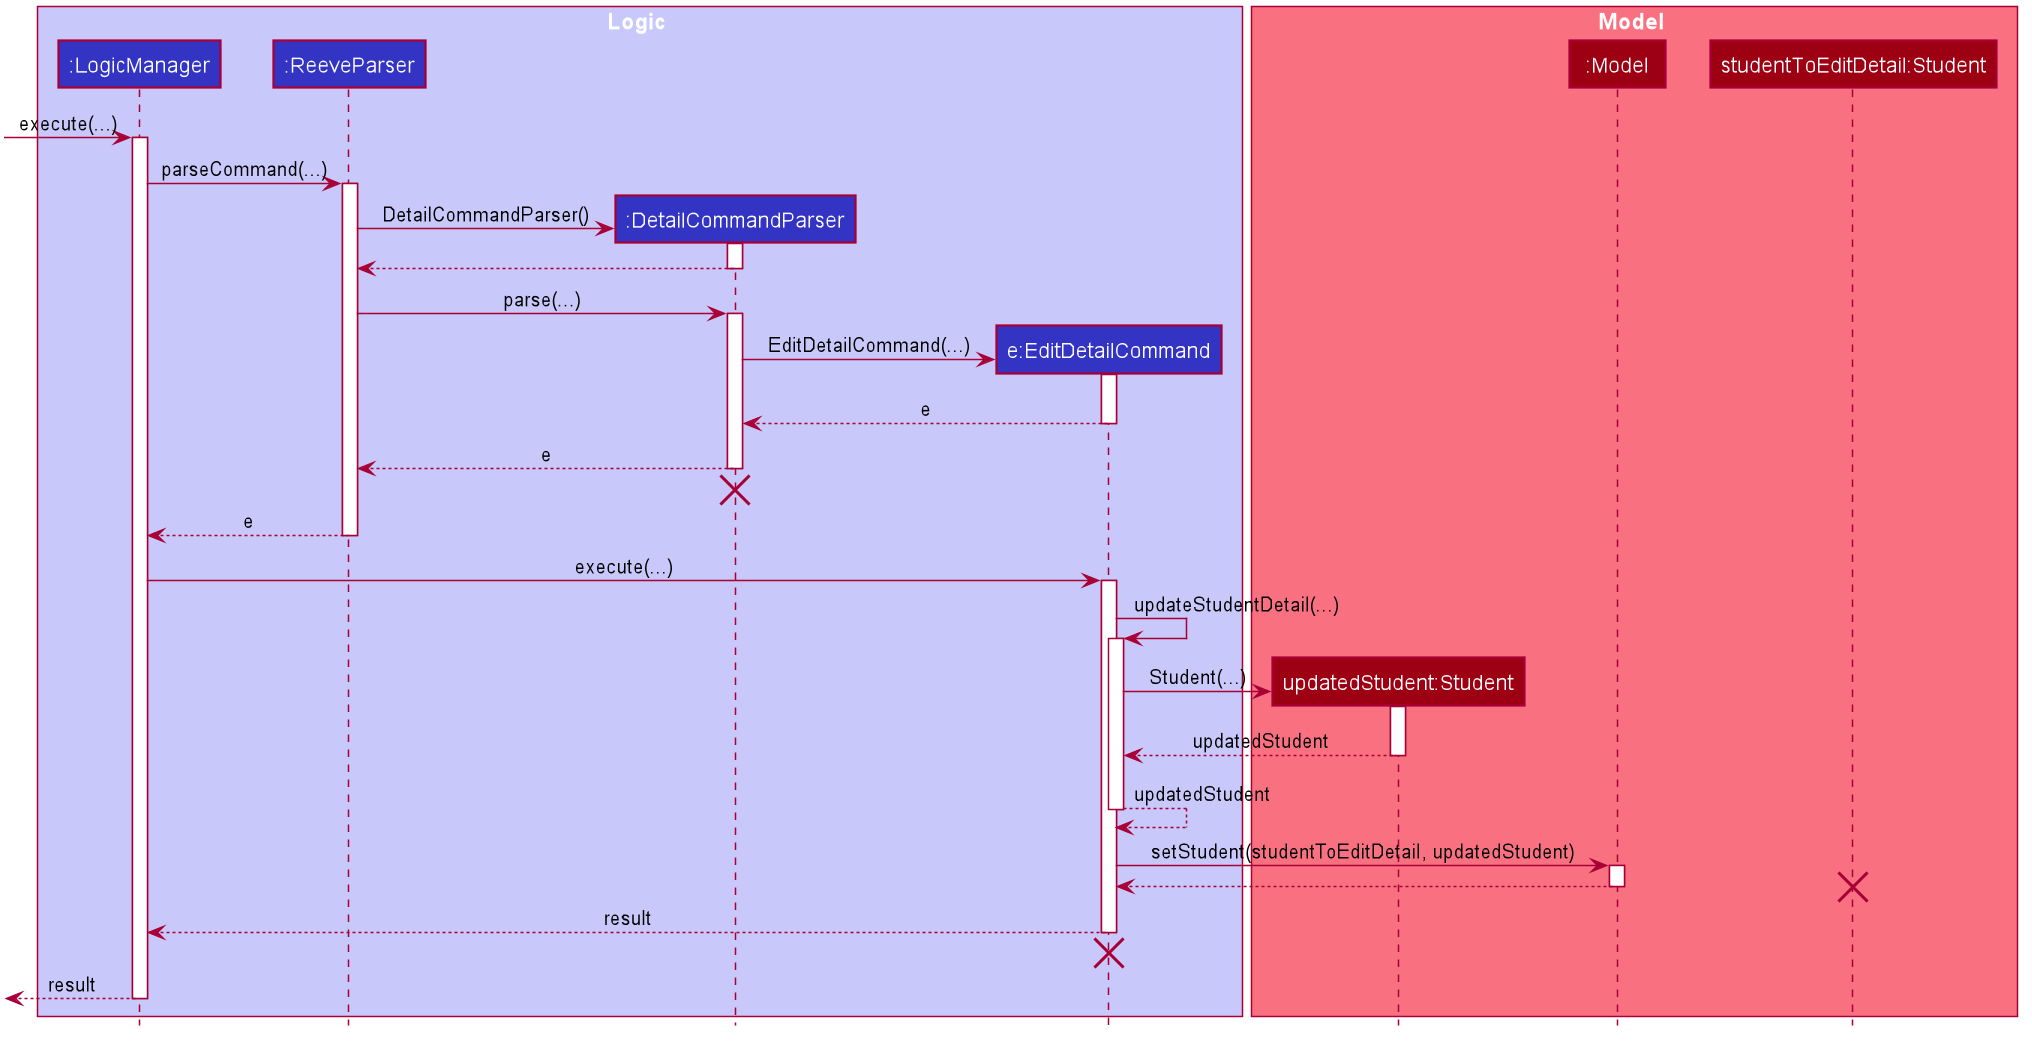 Logic
Model
:LogicManager
:ReeveParser
:Model
studentToEditDetail:Student
execute(...)
parseCommand(...)
DetailCommandParser()
:DetailCommandParser
parse(...)
EditDetailCommand(...)
e:EditDetailCommand
e
e
e
execute(...)
updateStudentDetail(...)
Student(...)
updatedStudent:Student
updatedStudent
updatedStudent
setStudent(studentToEditDetail, updatedStudent)
result
result